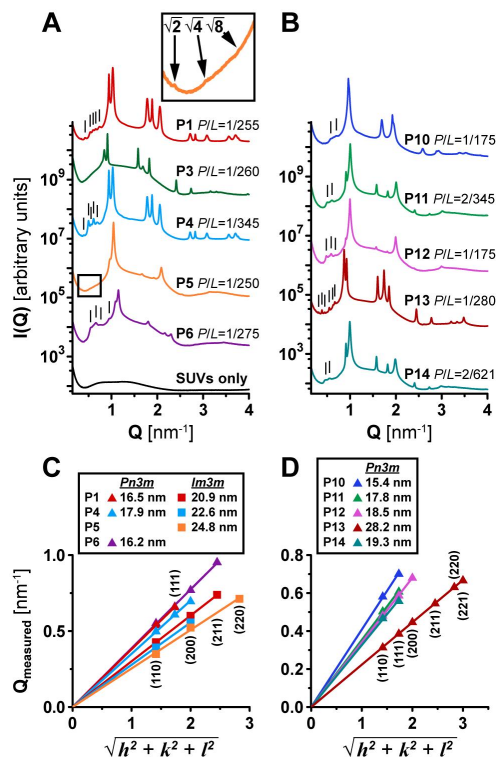 A
√2 √4 √8
P1 P/L=1/255
P3 P/L=1/260
P4 P/L=1/345
P5 P/L=1/250
P6 P/L=1/275
SUVs only
I(Q) [arbitrary units]
10⁹
10⁷
10⁵
10³
0 1 2 3 4
Q [nm⁻¹]
B
P10 P/L=1/175
P11 P/L=2/345
P12 P/L=1/175
P13 P/L=1/280
P14 P/L=2/621
1 2 3 4
Q [nm⁻¹]
C
Pn3m Im3m
P1 16.5 nm 20.9 nm
P4 17.9 nm 22.6 nm
P5 24.8 nm
P6 16.2 nm
Qmeasured [nm⁻¹]
1.0
0.5
0.0
(111)
(110)
(200)
(211)
(220)
0 1 2 3
√h² + k² + l²
D
Pn3m
P10 15.4 nm
P11 17.8 nm
P12 18.5 nm
P13 28.2 nm
P14 19.3 nm
0.8
0.6
0.4
0.2
0.0
(220)
(110)
(111)
(200)
(211)
(221)
0 1 2 3
√h² + k² + l²